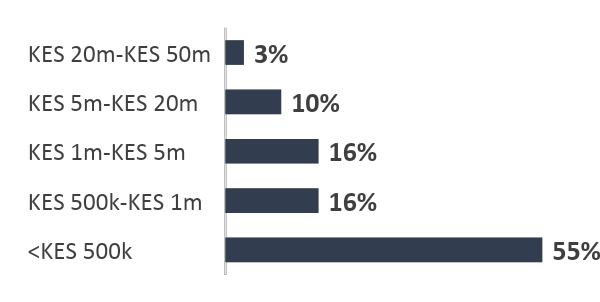 KES 20m-KES 50m 3%
KES 5m-KES 20m 10%
KES 1m-KES 5m 16%
KES 500k-KES 1m 16%
<KES 500k 55%